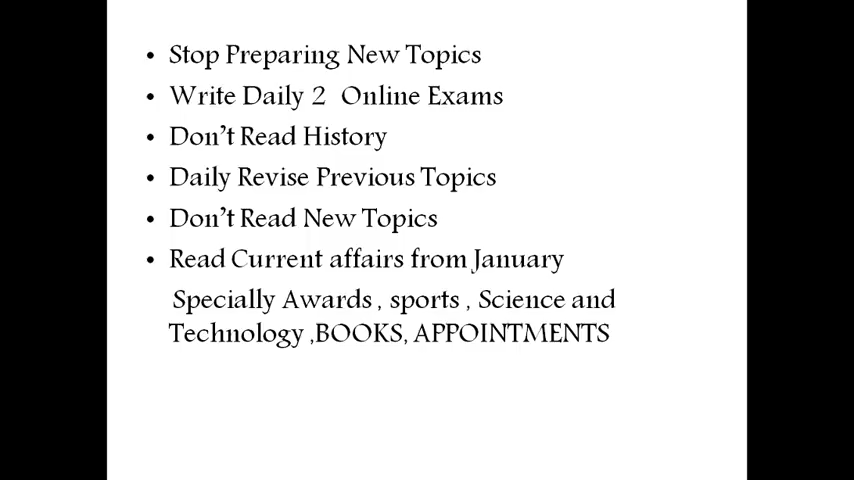 • Stop Preparing New Topics
• Write Daily 2 Online Exams
• Don't Read History
• Daily Revise Previous Topics
• Don't Read New Topics
• Read Current affairs from January
Specially Awards , sports , Science and
Technology ,BOOKS, APPOINTMENTS